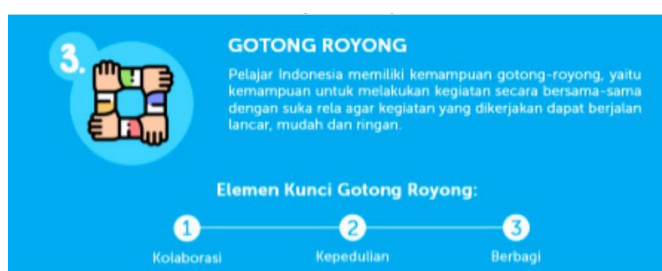 3.
GOTONG ROYONG
Pelajar Indonesia memiliki kemampuan gotong-royong, yaitu
kemampuan untuk melakukan kegiatan secara bersama-sama
dengan suka rela agar kegiatan yang dikerjakan dapat berjalan
lancar, mudah dan ringan.
Elemen Kunci Gotong Royong:
1 2 3
Kolaborasi Kepedulian Berbagi